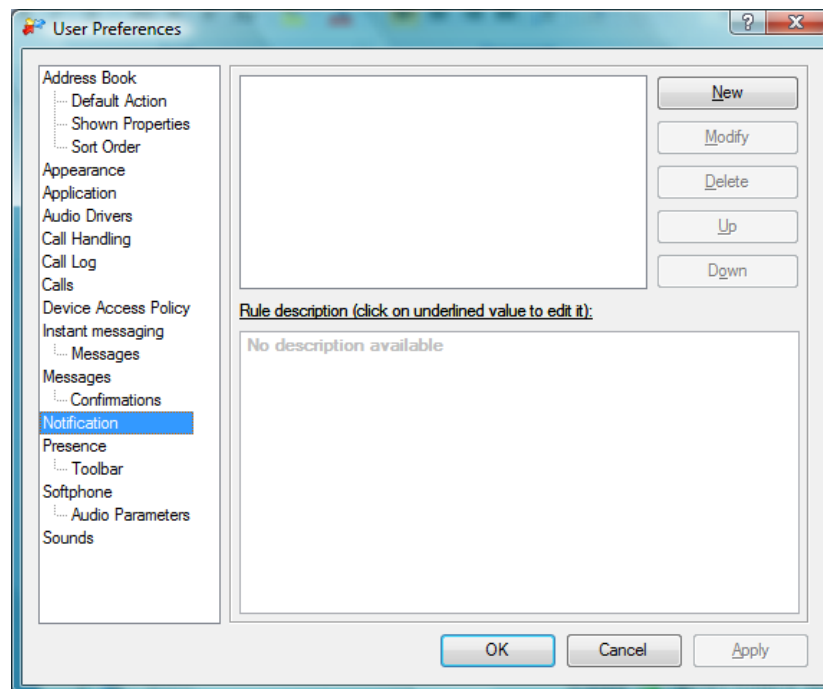 User Preferences
?
Address Book
Default Action
Shown Properties
Sort Order
Appearance
Application
Audio Drivers
Call Handling
Call Log
Calls
Device Access Policy
Instant messaging
Messages
Messages
Confirmations
Notification
Presence
Toolbar
Softphone
Audio Parameters
Sounds
New
Modify
Delete
Up
Down
Rule description (click on underlined value to edit it):
No description available
OK
Cancel
Apply